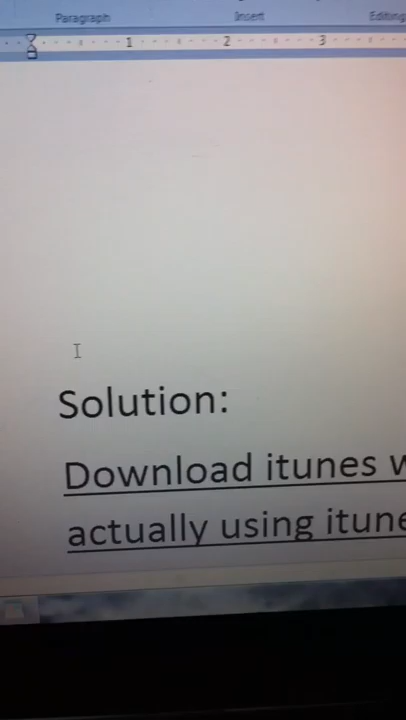 Paragraph Insert Editing
1 2 3
Solution:
Download itunes
actually using